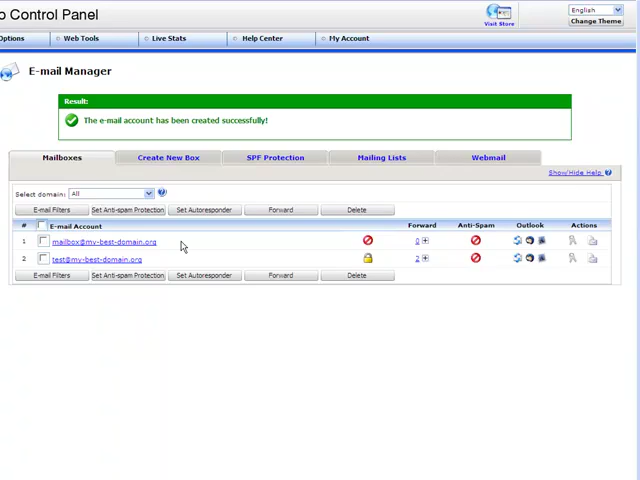 o Control Panel
Visit Store
English
Change Theme
Options
Web Tools
Live Stats
Help Center
My Account
E-mail Manager
Result:
The e-mail account has been created successfully!
Mailboxes
Create New Box
SPF Protection
Mailing Lists
Webmail
Show/Hide Help
Select domain: All
E-mail Filters
Set Anti-spam Protection
Set Autoresponder
Forward
Delete
# E-mail Account Forward Anti-Spam Outlook Actions
1 mailbox@my-best-domain.org 0
2 test@my-best-domain.org 2
E-mail Filters
Set Anti-spam Protection
Set Autoresponder
Forward
Delete